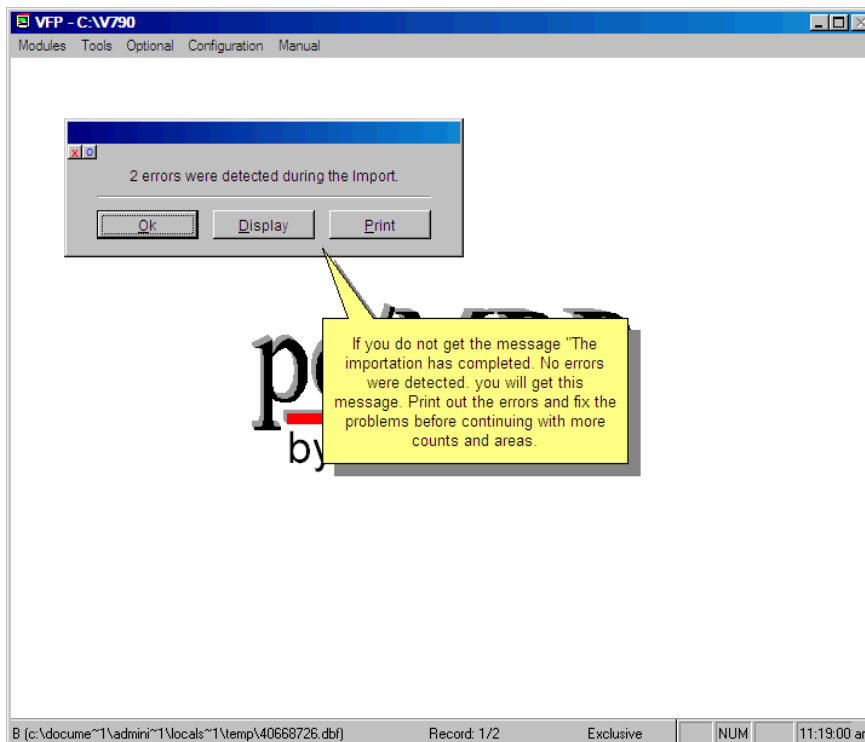 VFP - C:\V790
Modules Tools Optional Configuration Manual
X O
2 errors were detected during the Import.
Ok Display Print
If you do not get the message "The
importation has completed. No errors
were detected. you will get this
message. Print out the errors and fix the
problems before continuing with more
counts and areas.
by
B (c:\docume~1\admini~1\locals~1\temp\40668726.dbf) Record: 1/2 Exclusive NUM 11:19:00 a